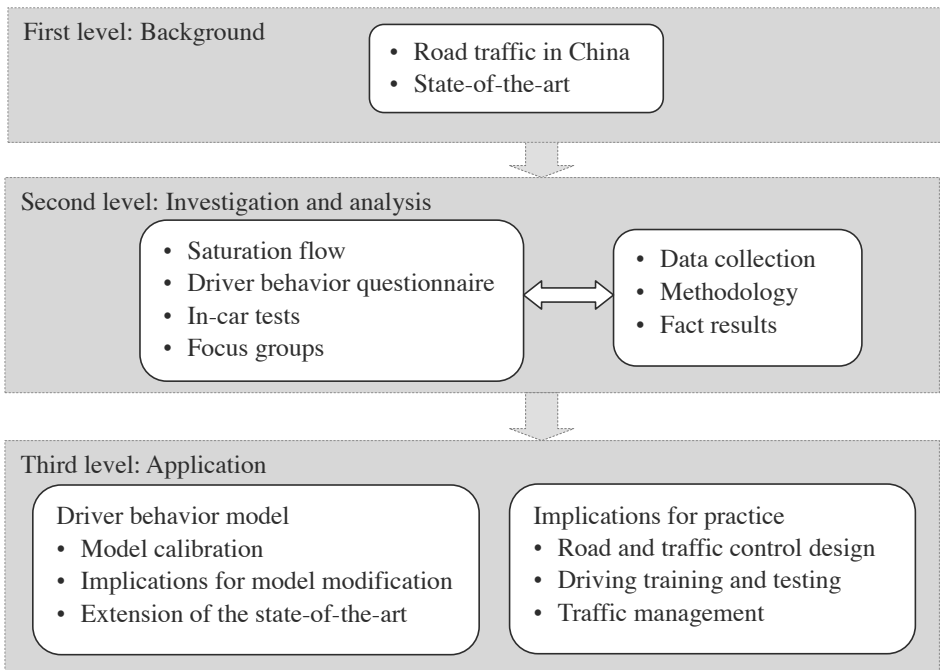 First level: Background
• Road traffic in China
• State-of-the-art
Second level: Investigation and analysis
• Saturation flow
• Driver behavior questionnaire
• In-car tests
• Focus groups
• Data collection
• Methodology
• Fact results
Third level: Application
Driver behavior model
• Model calibration
• Implications for model modification
• Extension of the state-of-the-art
Implications for practice
• Road and traffic control design
• Driving training and testing
• Traffic management